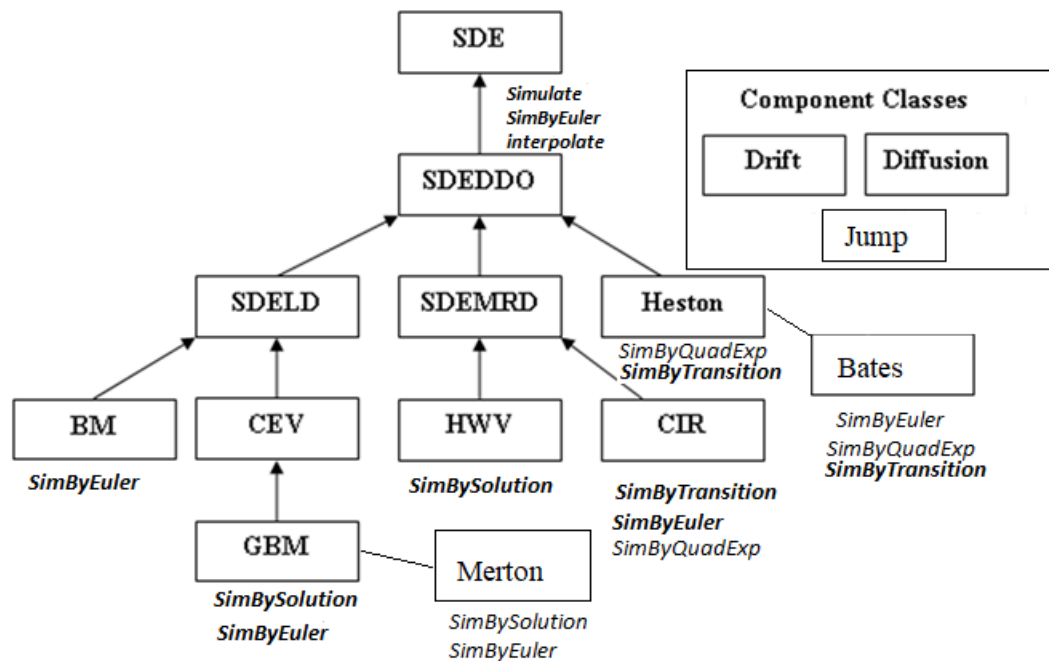 SDE
Simulate
SimByEuler
interpolate
Component Classes
Drift
Diffusion
Jump
SDEDDO
SDELD
SDEMRD
Heston
SimByQuadExp
SimByTransition
Bates
SimByEuler
SimByQuadExp
SimByTransition
BM
SimByEuler
CEV
HWV
SimBySolution
CIR
SimByTransition
SimByEuler
SimByQuadExp
GBM
SimBySolution
SimByEuler
Merton
SimBySolution
SimByEuler